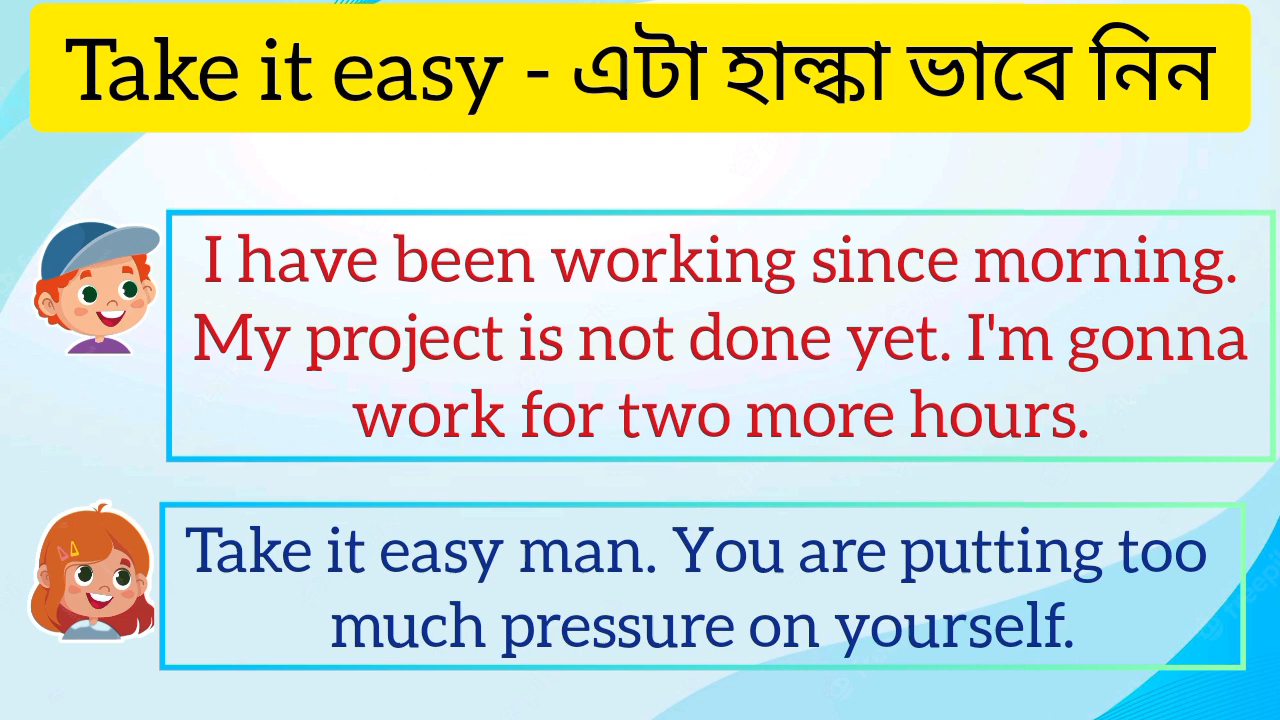 Take it easy - এটা হাল্কা ভাবে নিন
I have been working since morning.
My project is not done yet. I'm gonna
work for two more hours.
Take it easy man. You are putting too
much pressure on yourself.